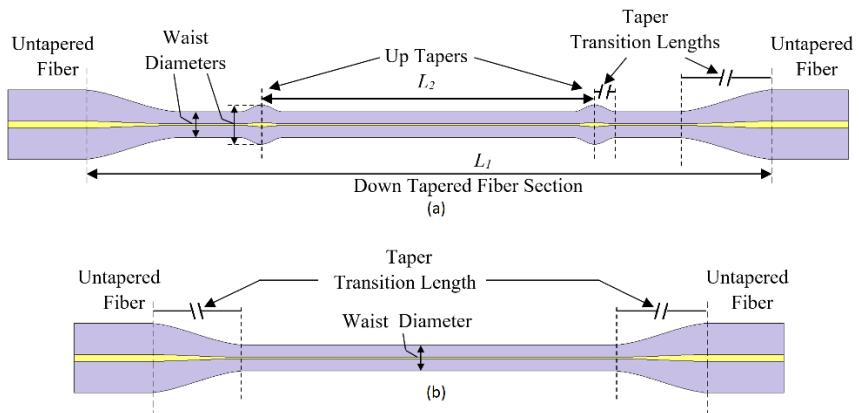 Untapered
Fiber
Waist
Diameters
Up Tapers
L2
Taper
Transition Lengths
Untapered
Fiber
L1
Down Tapered Fiber Section
(a)
Untapered
Fiber
Taper
Transition Length
Untapered
Fiber
Waist Diameter
(b)